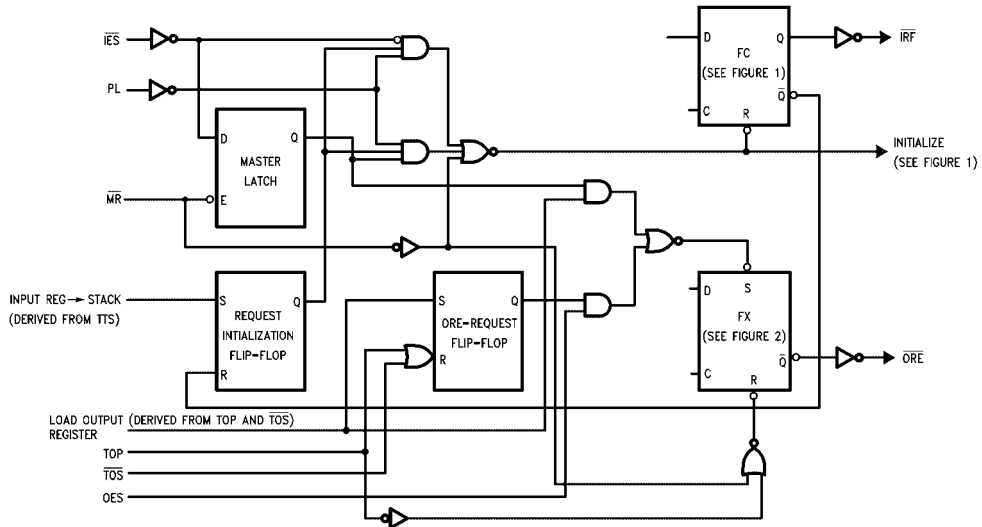 IES
D
Q
FC
(SEE FIGURE 1)
IRF
PL
Q
C
R
D
Q
MASTER
LATCH
INITIALIZE
(SEE FIGURE 1)
MR
E
INPUT REG→STACK
(DERIVED FROM TTS)
S
Q
REQUEST
INTIALIZATION
FLIP-FLOP
R
S
Q
ORE-REQUEST
FLIP-FLOP
R
D
S
FX
(SEE FIGURE 2)
Q
C
R
ORE
LOAD OUTPUT (DERIVED FROM TOP AND TOS)
REGISTER
TOP
TOS
OES